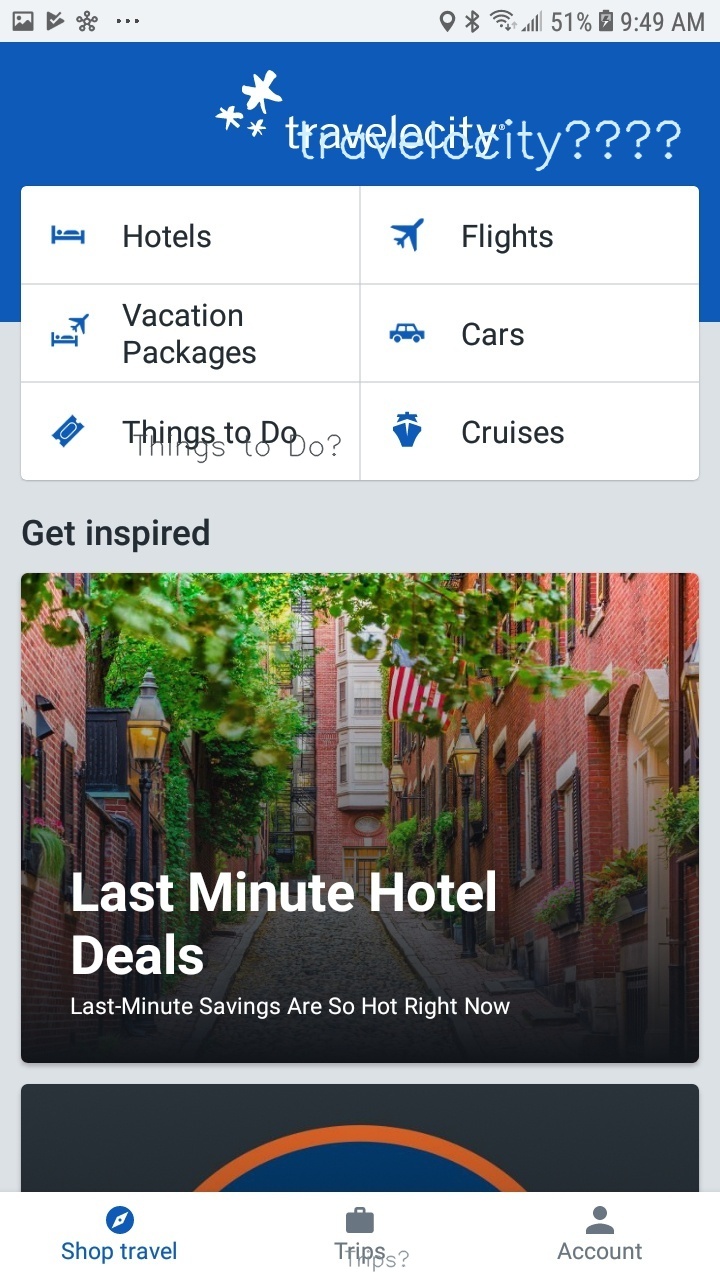 51% 9:49 AM
travelocity
travelocity????
Hotels
Flights
Vacation
Packages
Cars
Things to Do
Things to Do?
Cruises
Get inspired
Last Minute Hotel
Deals
Last-Minute Savings Are So Hot Right Now
Shop travel
Trips
Trips?
Account